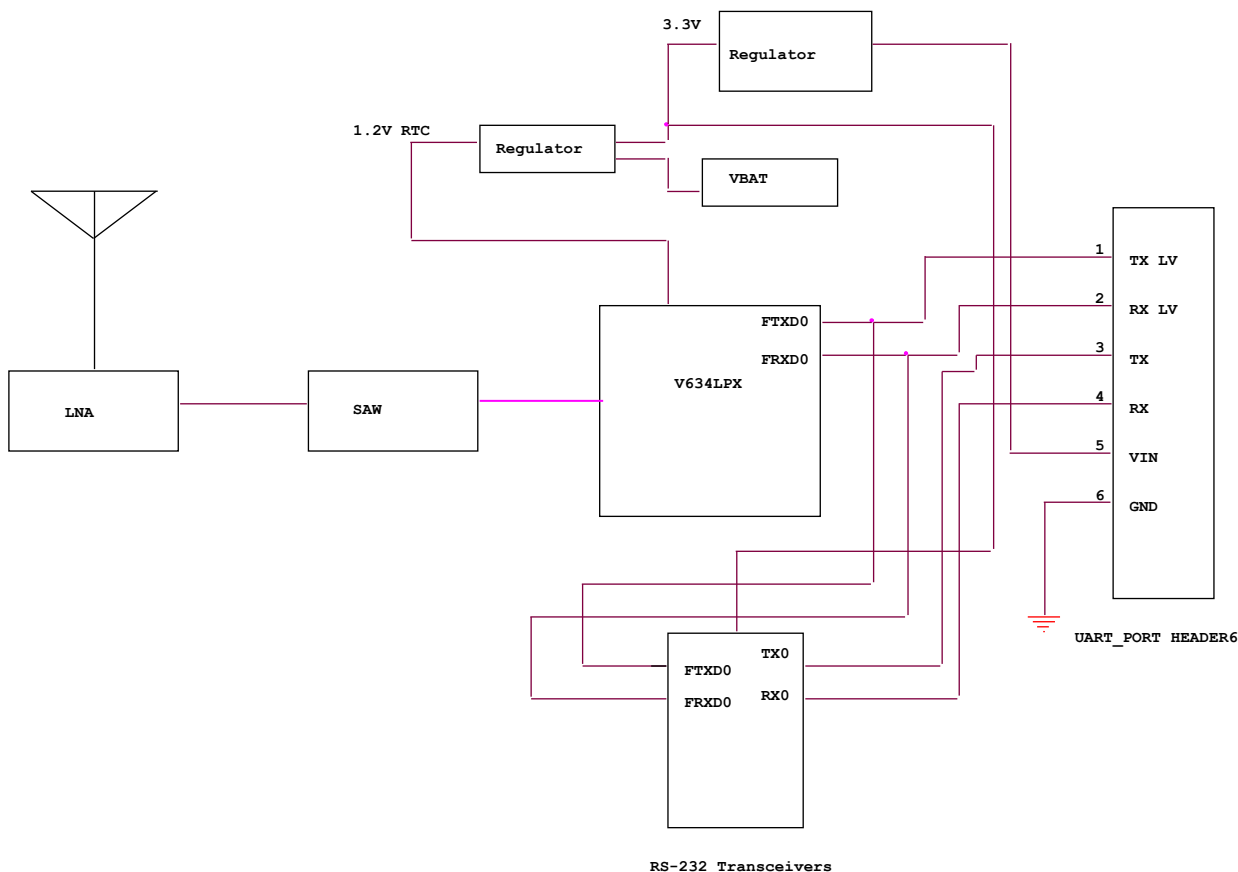 3.3V
Regulator
1.2V RTC
Regulator
VBAT
1
TX LV
2
RX LV
FTXD0
3
TX
FRXD0
V634LPX
4
RX
LNA
SAW
5
VIN
6
GND
UART_PORT HEADER6
TX0
FTXD0
RX0
FRXD0
RS-232 Transceivers